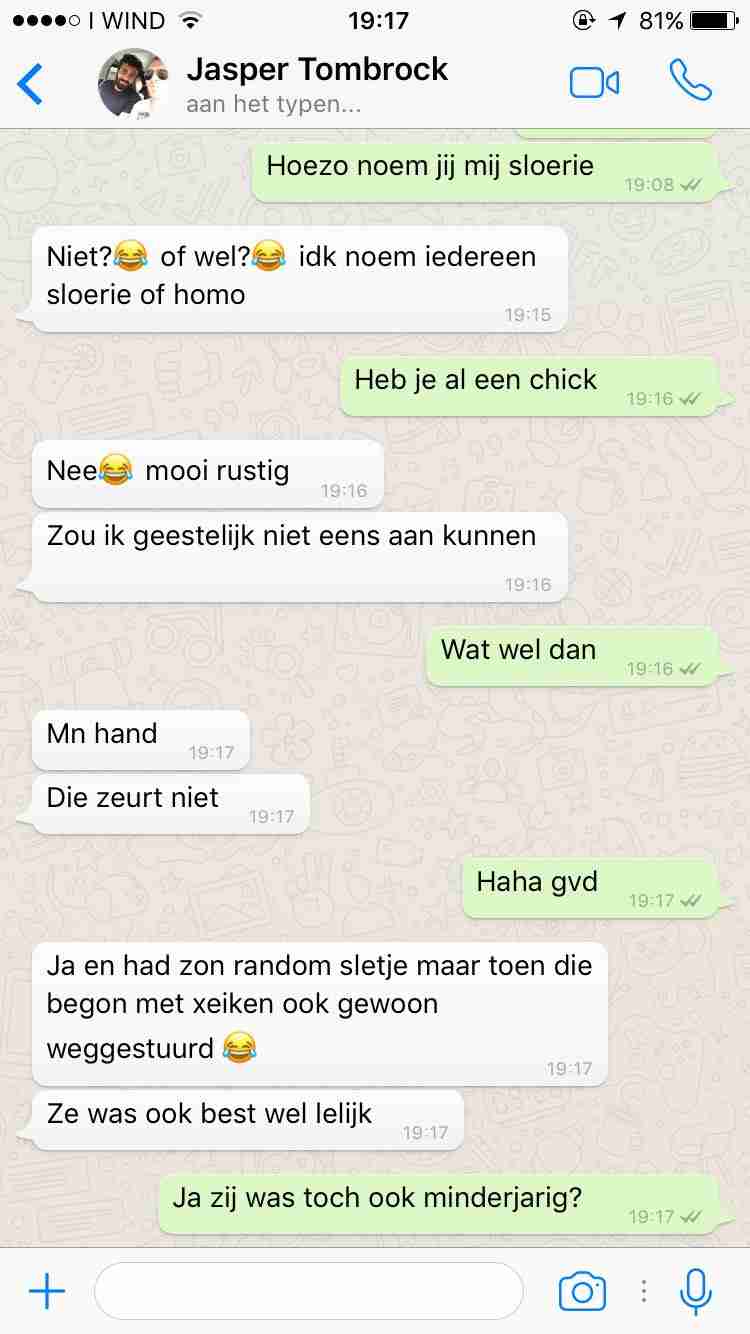 I WIND 19:17 81%
Jasper Tombrock
aan het typen...
Hoezo noem jij mij sloerie
19:08
Niet?😂 of wel?😂 idk noem iedereen
sloerie of homo
19:15
Heb je al een chick
19:16
Nee😂 mooi rustig
19:16
Zou ik geestelijk niet eens aan kunnen
19:16
Wat wel dan
19:16
Mn hand
19:17
Die zeurt niet
19:17
Haha gvd
19:17
Ja en had zon random sletje maar toen die
begon met xeiken ook gewoon
weggestuurd 😂
19:17
Ze was ook best wel lelijk
19:17
Ja zij was toch ook minderjarig?
19:17